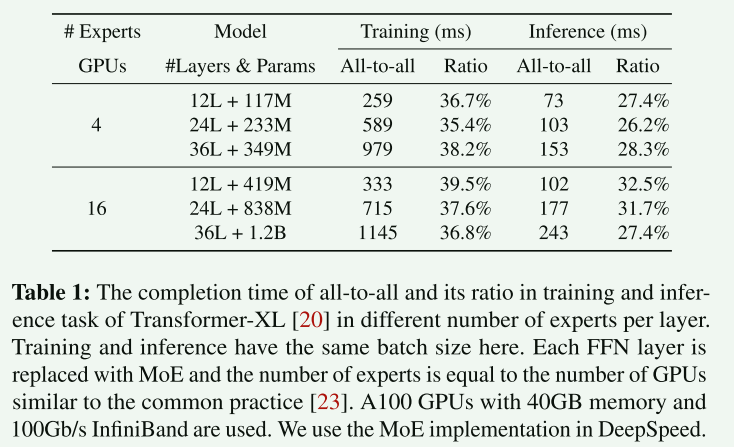 # Experts Model Training (ms) Inference (ms)
GPUs #Layers & Params All-to-all Ratio All-to-all Ratio
12L + 117M 259 36.7% 73 27.4%
4 24L + 233M 589 35.4% 103 26.2%
36L + 349M 979 38.2% 153 28.3%
12L + 419M 333 39.5% 102 32.5%
16 24L + 838M 715 37.6% 177 31.7%
36L + 1.2B 1145 36.8% 243 27.4%
Table 1: The completion time of all-to-all and its ratio in training and infer-
ence task of Transformer-XL [20] in different number of experts per layer.
Training and inference have the same batch size here. Each FFN layer is
replaced with MoE and the number of experts is equal to the number of GPUs
similar to the common practice [23]. A100 GPUs with 40GB memory and
100Gb/s InfiniBand are used. We use the MoE implementation in DeepSpeed.